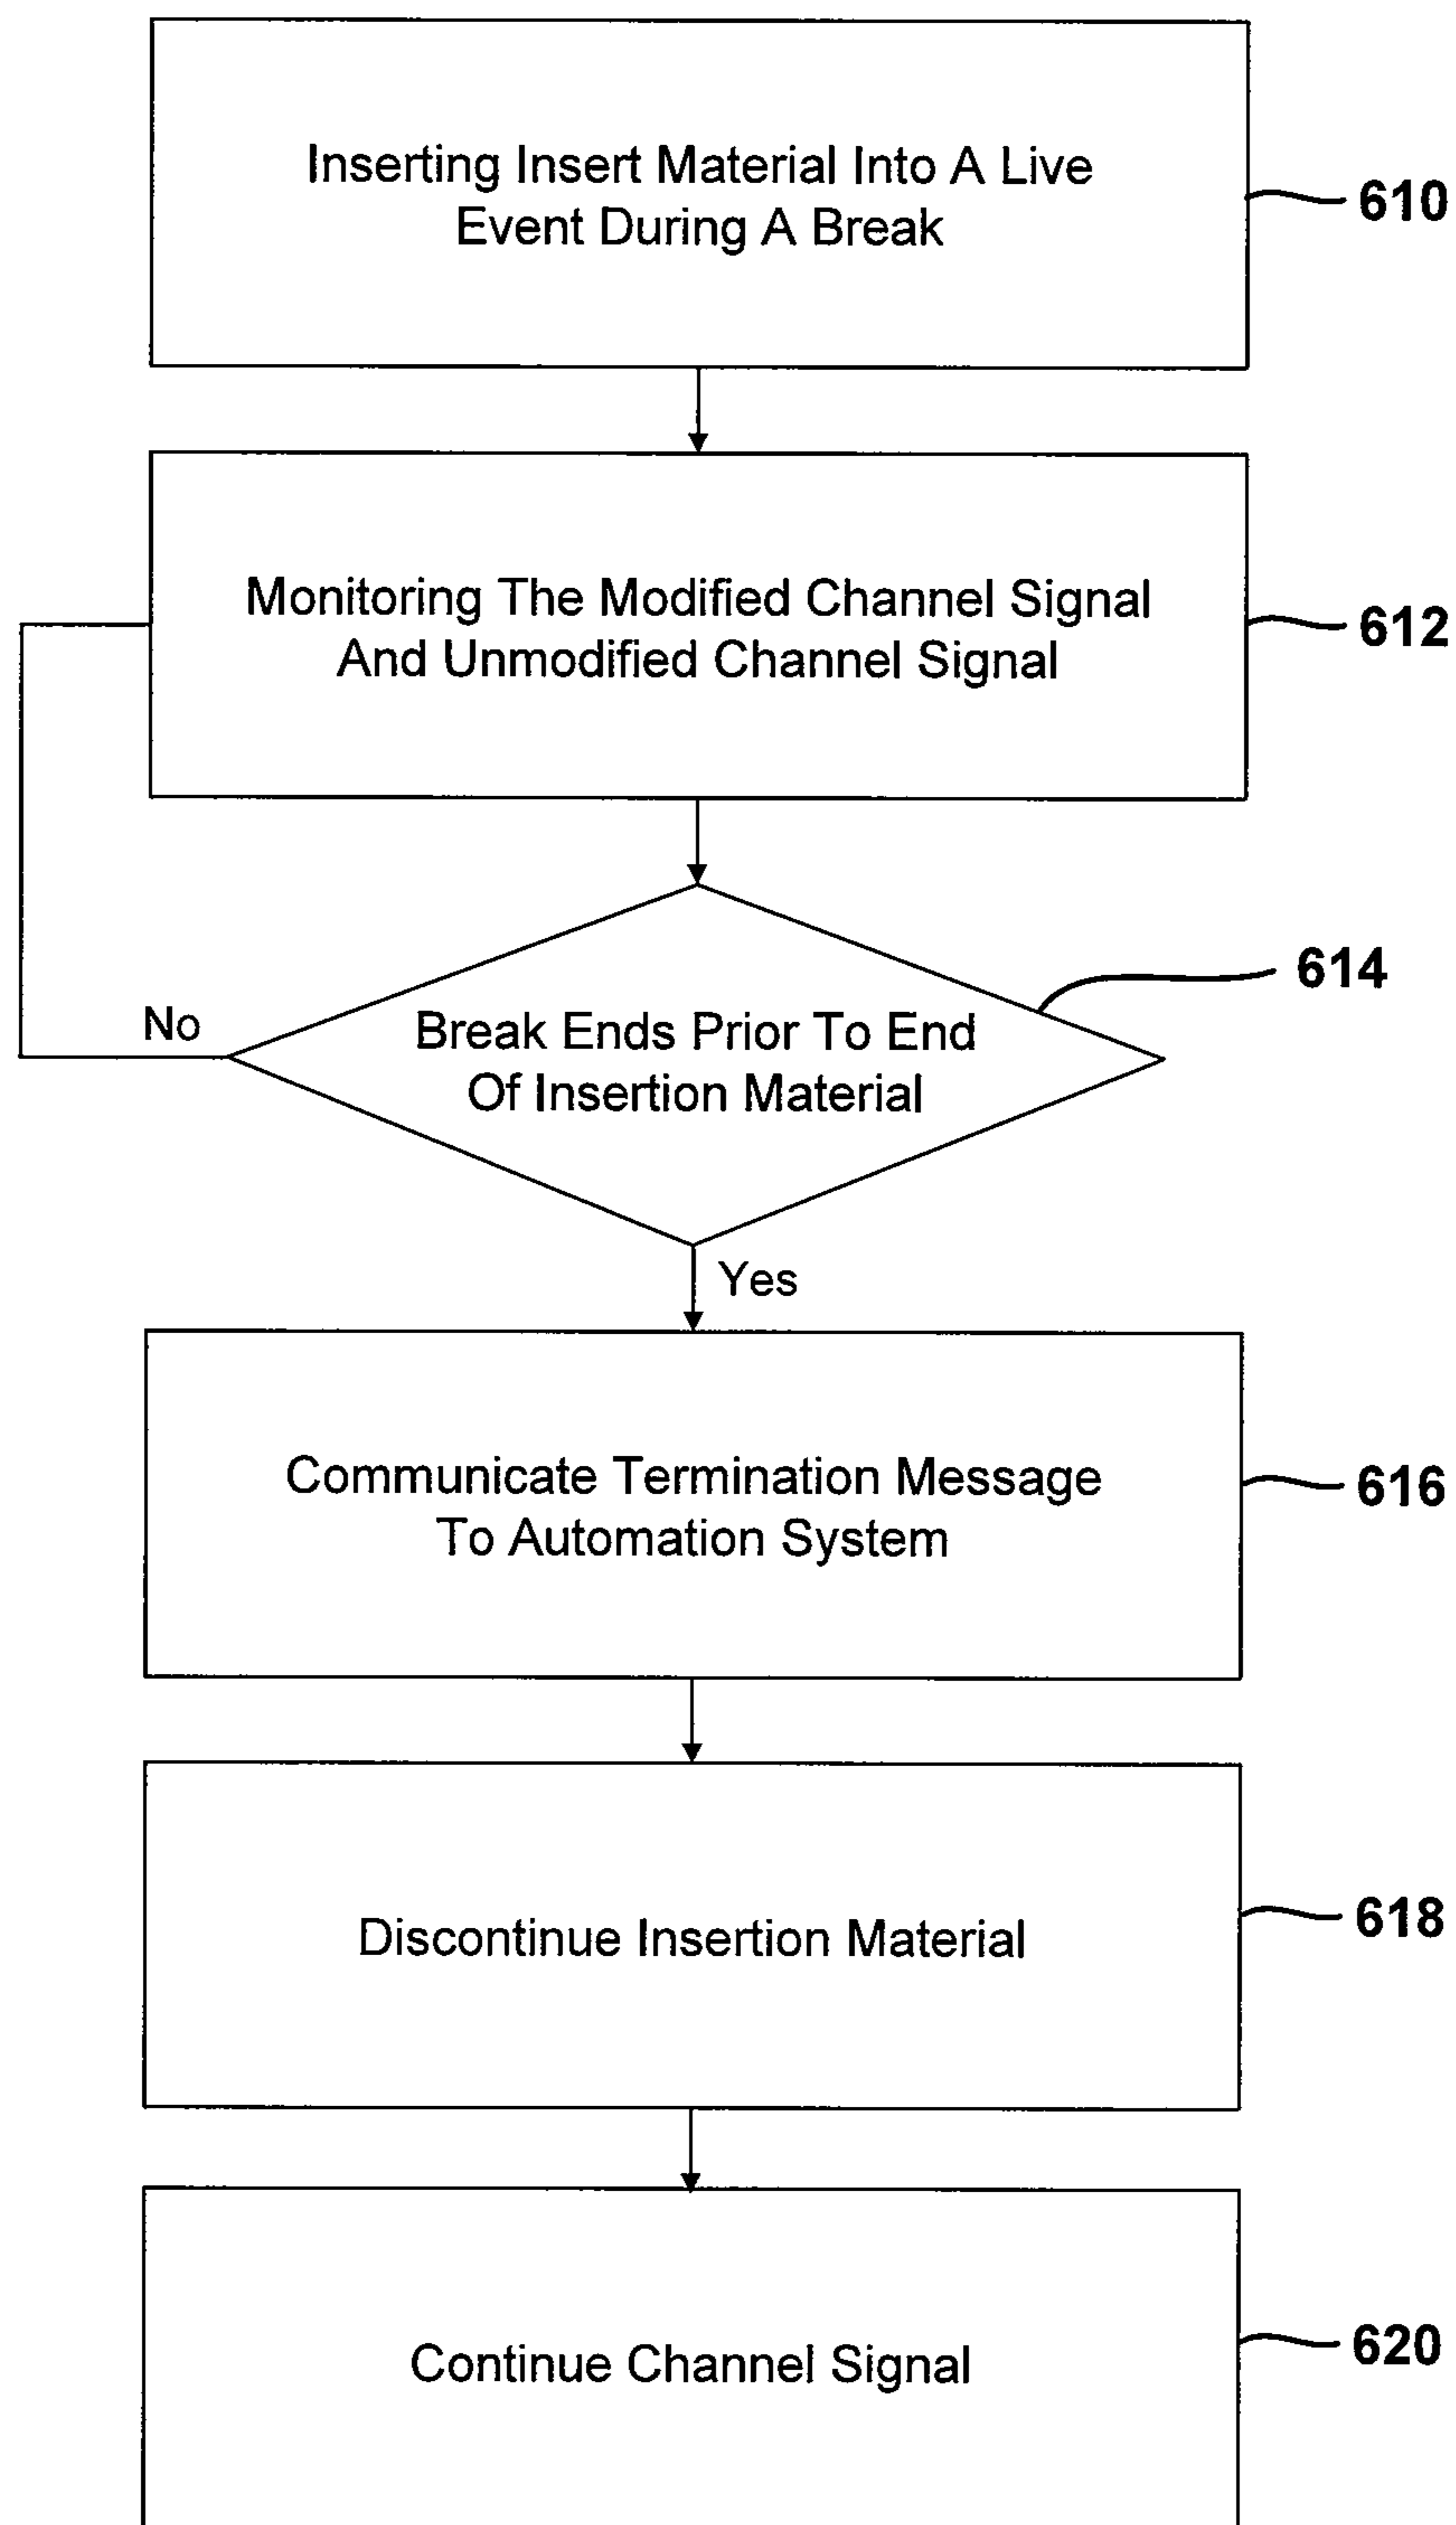 Inserting Insert Material Into A Live
Event During A Break
610
Monitoring The Modified Channel Signal
And Unmodified Channel Signal
612
614
No
Break Ends Prior To End
Of Insertion Material
Yes
Communicate Termination Message
To Automation System
616
Discontinue Insertion Material
618
Continue Channel Signal
620